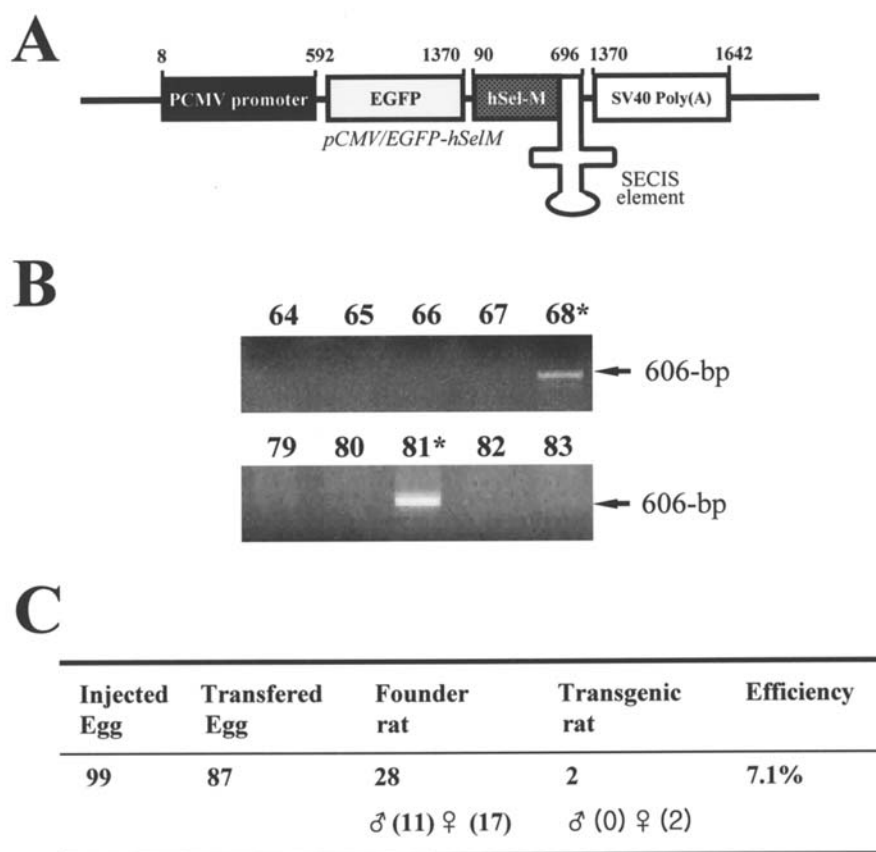 A
8 592 1370 90 696 1370 1642
PCMV promoter EGFP hSel-M SV40 Poly(A)
pCMV/EGFP-hSelM
SECIS
element
B
64 65 66 67 68*
606-bp
79 80 81* 82 83
606-bp
C
Injected Transfered Founder Transgenic Efficiency
Egg Egg rat rat
99 87 28 2 7.1%
♂ (11) ♀ (17) ♂ (0) ♀ (2)